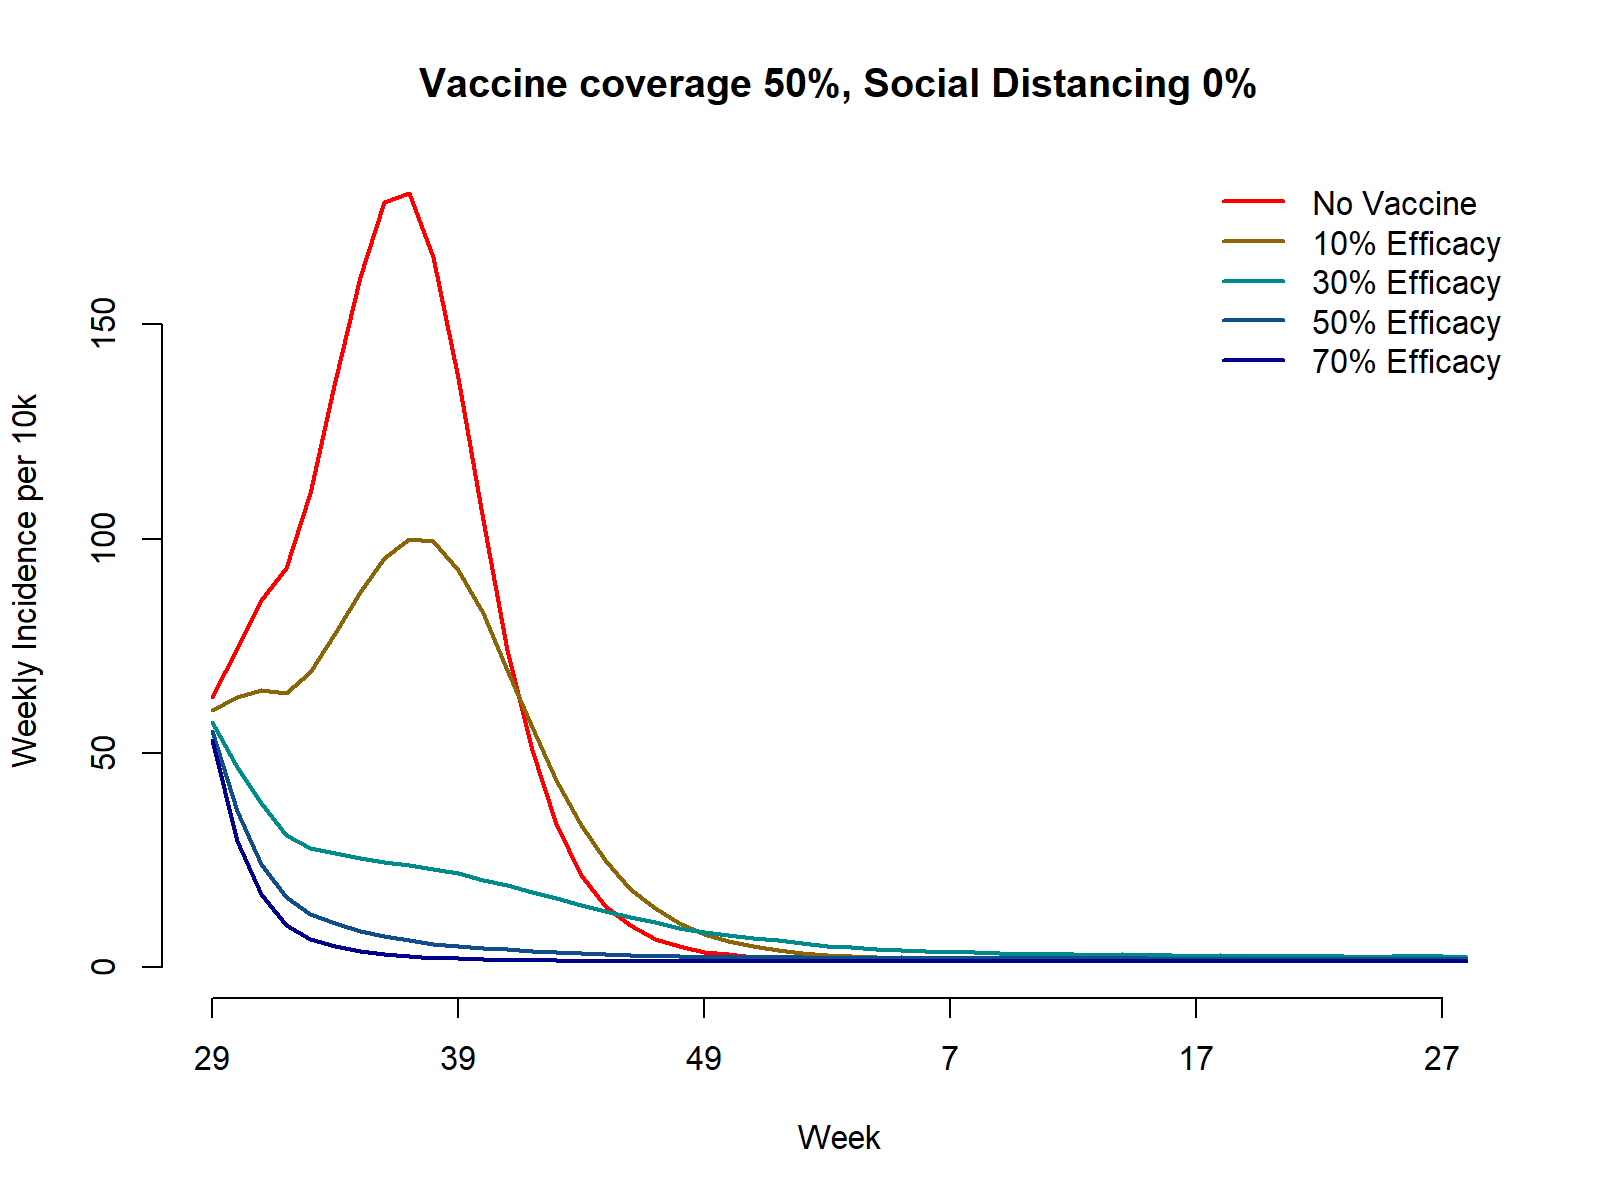 Vaccine coverage 50%, Social Distancing 0%
No Vaccine
10% Efficacy
30% Efficacy
50% Efficacy
70% Efficacy
Weekly Incidence per 10k
150
100
50
0
29 39 49 7 17 27
Week